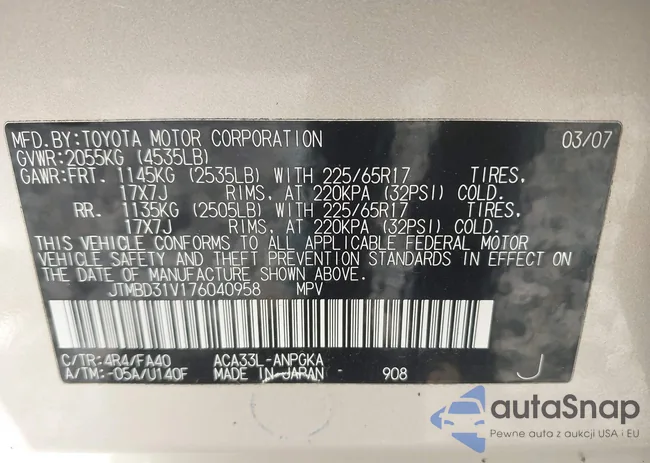 MFD.BY:TOYOTA MOTOR CORPORATION 03/07
GVWR:2055KG (4535LB)
GAWR:FRT. 1145KG (2535LB) WITH 225/65R17 TIRES,
17X7J RIMS, AT 220KPA (32PSI) COLD.
RR. 1135KG (2505LB) WITH 225/65R17 TIRES,
17X7J RIMS, AT 220KPA (32PSI) COLD.
THIS VEHICLE CONFORMS TO ALL APPLICABLE FEDERAL MOTOR
VEHICLE SAFETY AND THEFT PREVENTION STANDARDS IN EFFECT ON
THE DATE OF MANUFACTURE SHOWN ABOVE.
JTMBD31V176040958 MPV
C/TR:4R4/FA40 ACA33L-ANPGKA
A/TM:-05A/U140F MADE IN JAPAN 908 J
autaSnap
Pewne auta z aukcji USA i EU